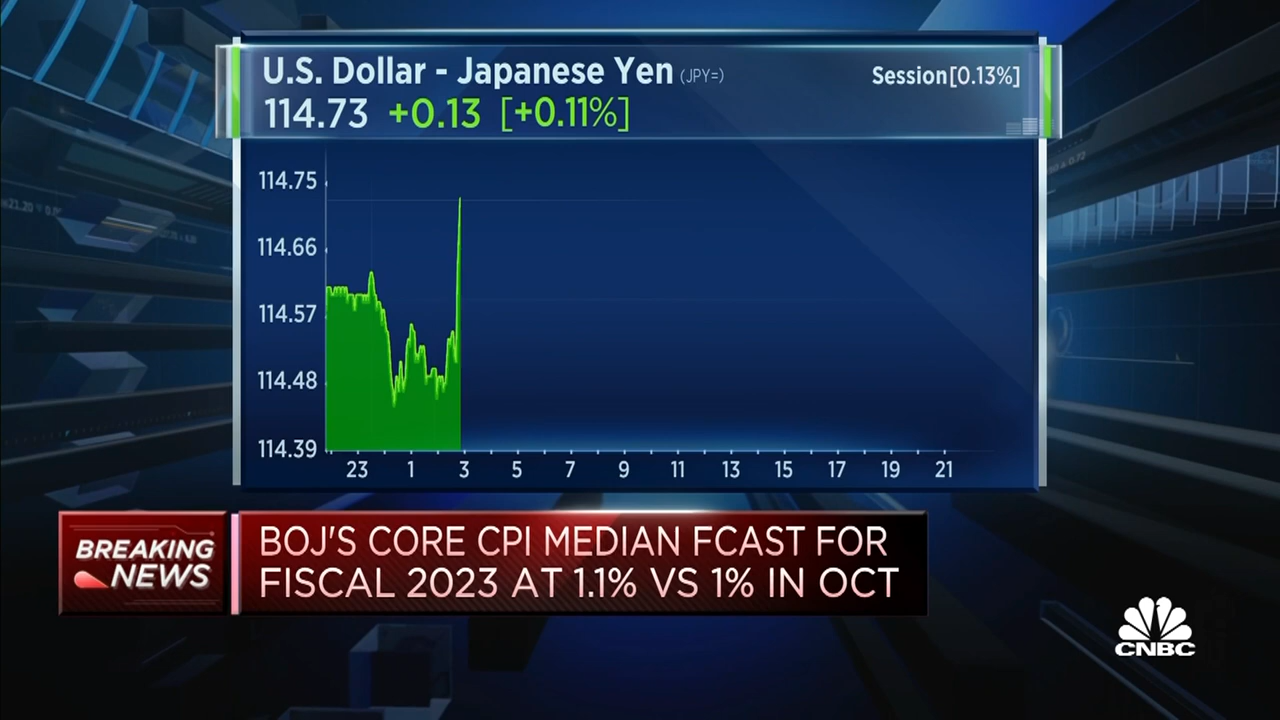 U.S. Dollar - Japanese Yen (JPY=)
Session[0.13%]
114.73 +0.13 [+0.11%]
114.75
114.66
114.57
114.48
114.39
23 1 3 5 7 9 11 13 15 17 19 21
BREAKING
NEWS
BOJ'S CORE CPI MEDIAN FCAST FOR
FISCAL 2023 AT 1.1% VS 1% IN OCT
CNBC